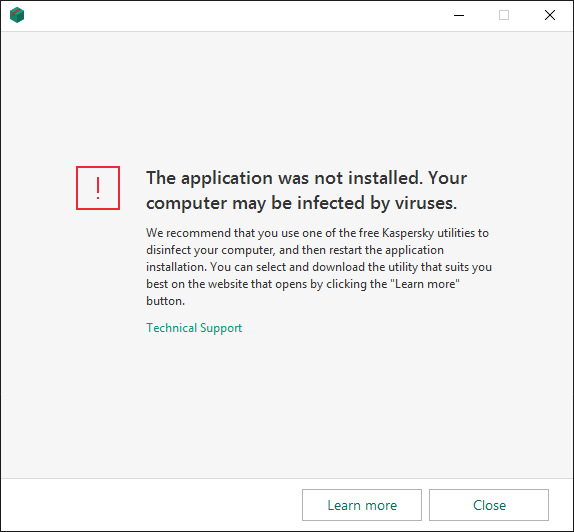 The application was not installed. Your
computer may be infected by viruses.
We recommend that you use one of the free Kaspersky utilities to
disinfect your computer, and then restart the application
installation. You can select and download the utility that suits you
best on the website that opens by clicking the "Learn more"
button.
Technical Support
Learn more
Close